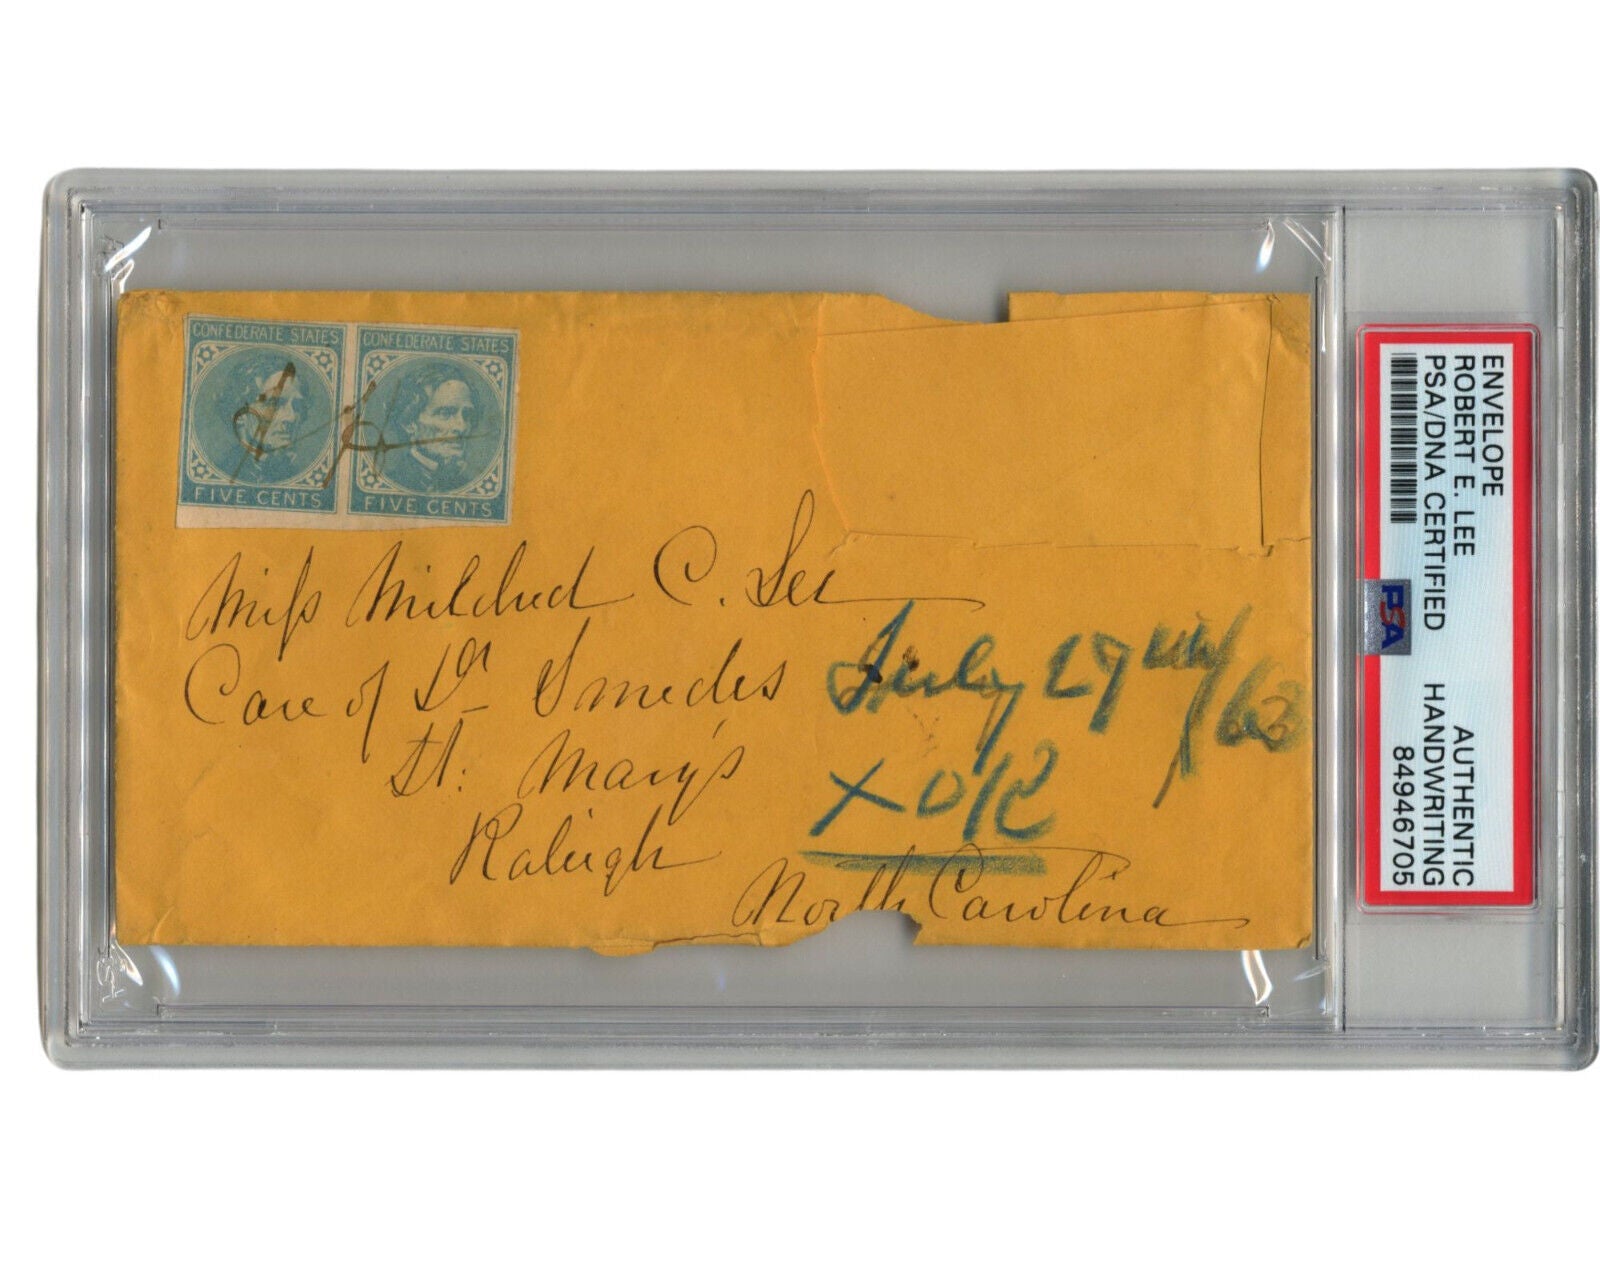 CONFEDERATE STATES
FIVE CENTS
CONFEDERATE STATES
FIVE CENTS
Miss Mildred C. Lee
Care of Dr Smedes
St. Mary's
Raleigh
North Carolina
July 29th/63
X
ENVELOPE
ROBERT E. LEE
PSA/DNA CERTIFIED
PSA
AUTHENTIC
HANDWRITING
84946705